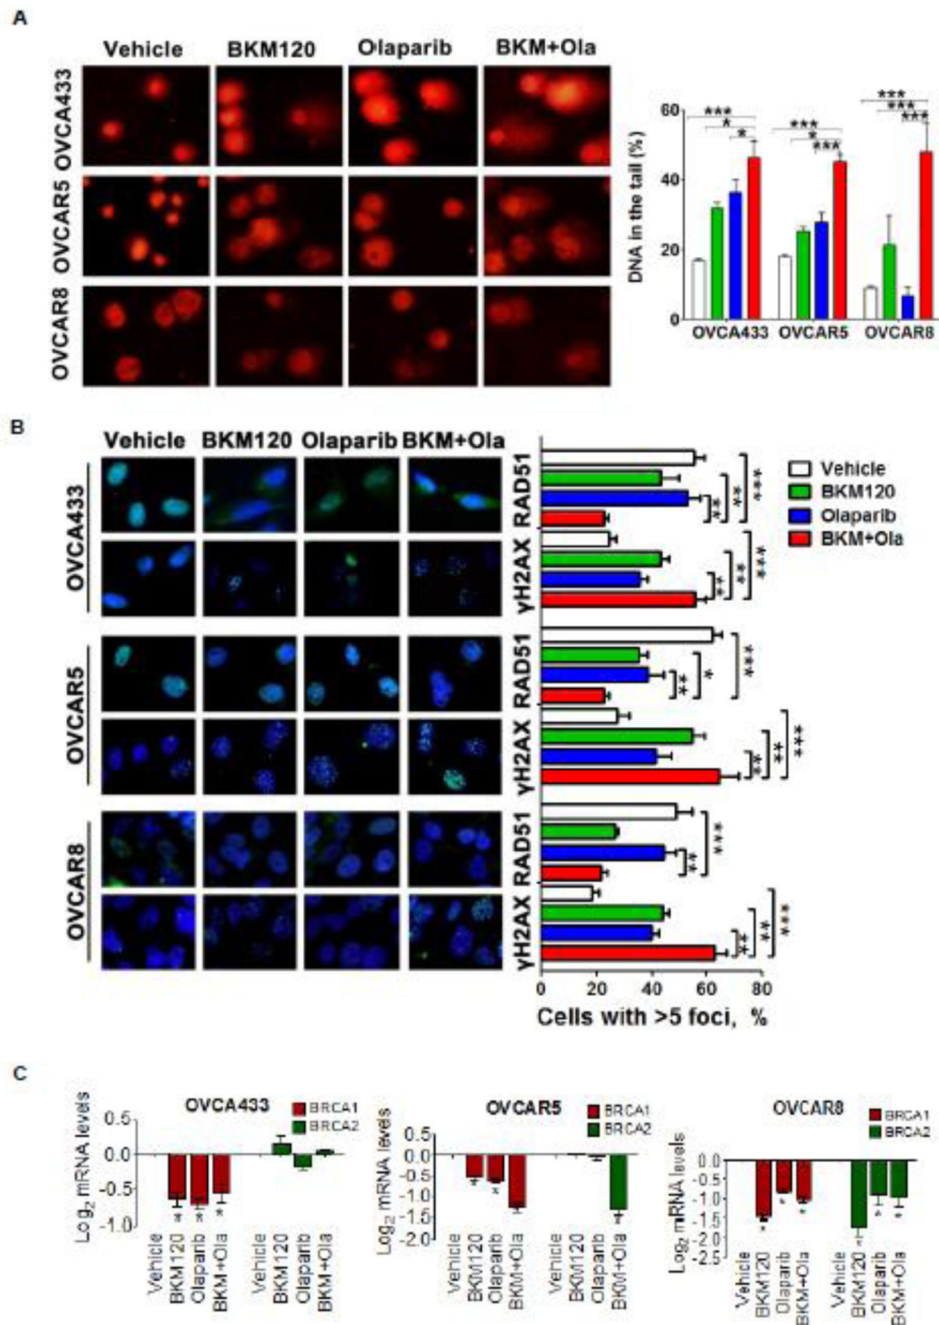 A
Vehicle BKM120 Olaparib BKM+Ola
OVCA433
OVCAR5
OVCAR8
DNA in the tail (%)
60
40
20
0
*** * *
*** * ***
*** *** ***
OVCA433 OVCAR5 OVCAR8
B
Vehicle BKM120 Olaparib BKM+Ola
OVCA433
OVCAR5
OVCAR8
RAD51
** ** ***
γH2AX
** ** ***
RAD51
** * ***
γH2AX
** ** ***
RAD51
** ***
γH2AX
** ** ***
Vehicle
BKM120
Olaparib
BKM+Ola
0 20 40 60 80
Cells with >5 foci, %
C
OVCA433
BRCA1
BRCA2
Log2 mRNA levels
0.5
0.0
-0.5
-1.0
* * *
Vehicle BKM120 Olaparib BKM+Ola Vehicle BKM120 Olaparib BKM+Ola
OVCAR5
BRCA1
BRCA2
Log2 mRNA levels
0.5
0.0
-0.5
-1.0
-1.5
-2.0
Vehicle BKM120 Olaparib BKM+Ola Vehicle BKM120 Olaparib BKM+Ola
OVCAR8
BRCA1
BRCA2
Log2 mRNA levels
0.0
-0.5
-1.0
-1.5
-2.0
-2.5
* * * * * *
Vehicle BKM120 Olaparib BKM+Ola Vehicle BKM120 Olaparib BKM+Ola